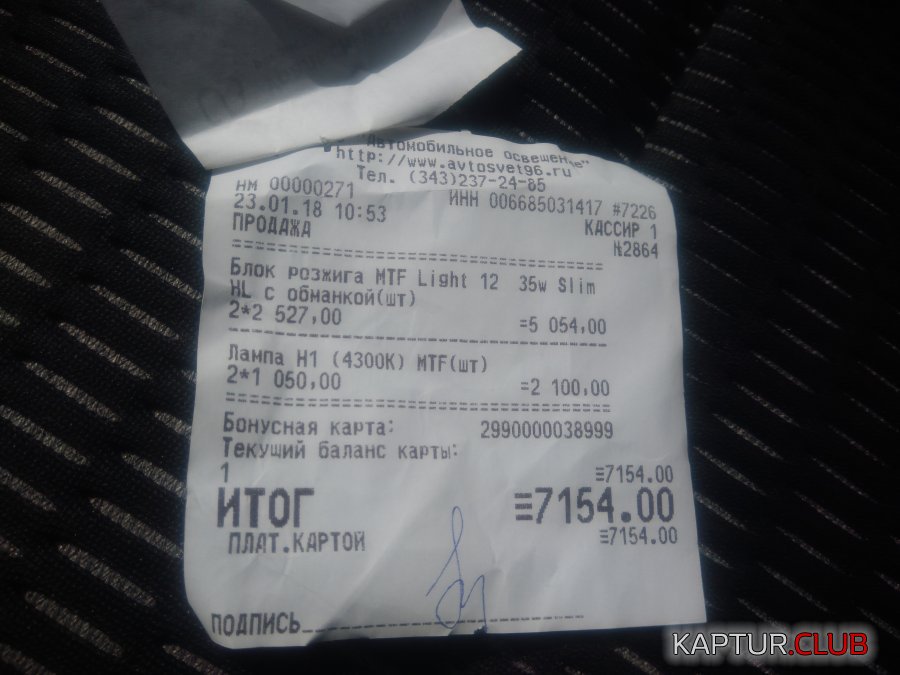 "Автомобильное освещение"
http://www.avtosvet96.ru
Тел. (343)237-24-85
НМ 00000271 ИНН 006685031417 #7226
23.01.18 10:53 КАССИР 1
ПРОДАЖА №2864
Блок розжига MTF Light 12 35w Slim
XL с обманкой(шт)
2*2 527,00 =5 054,00
Лампа H1 (4300K) MTF(шт)
2*1 050,00 =2 100,00
Бонусная карта: 2990000038999
Текущий баланс карты:
1 ≡7154.00
ИТОГ ≡7154.00
ПЛАТ.КАРТОЙ ≡7154.00
ПОДПИСЬ
KAPTUR.CLUB